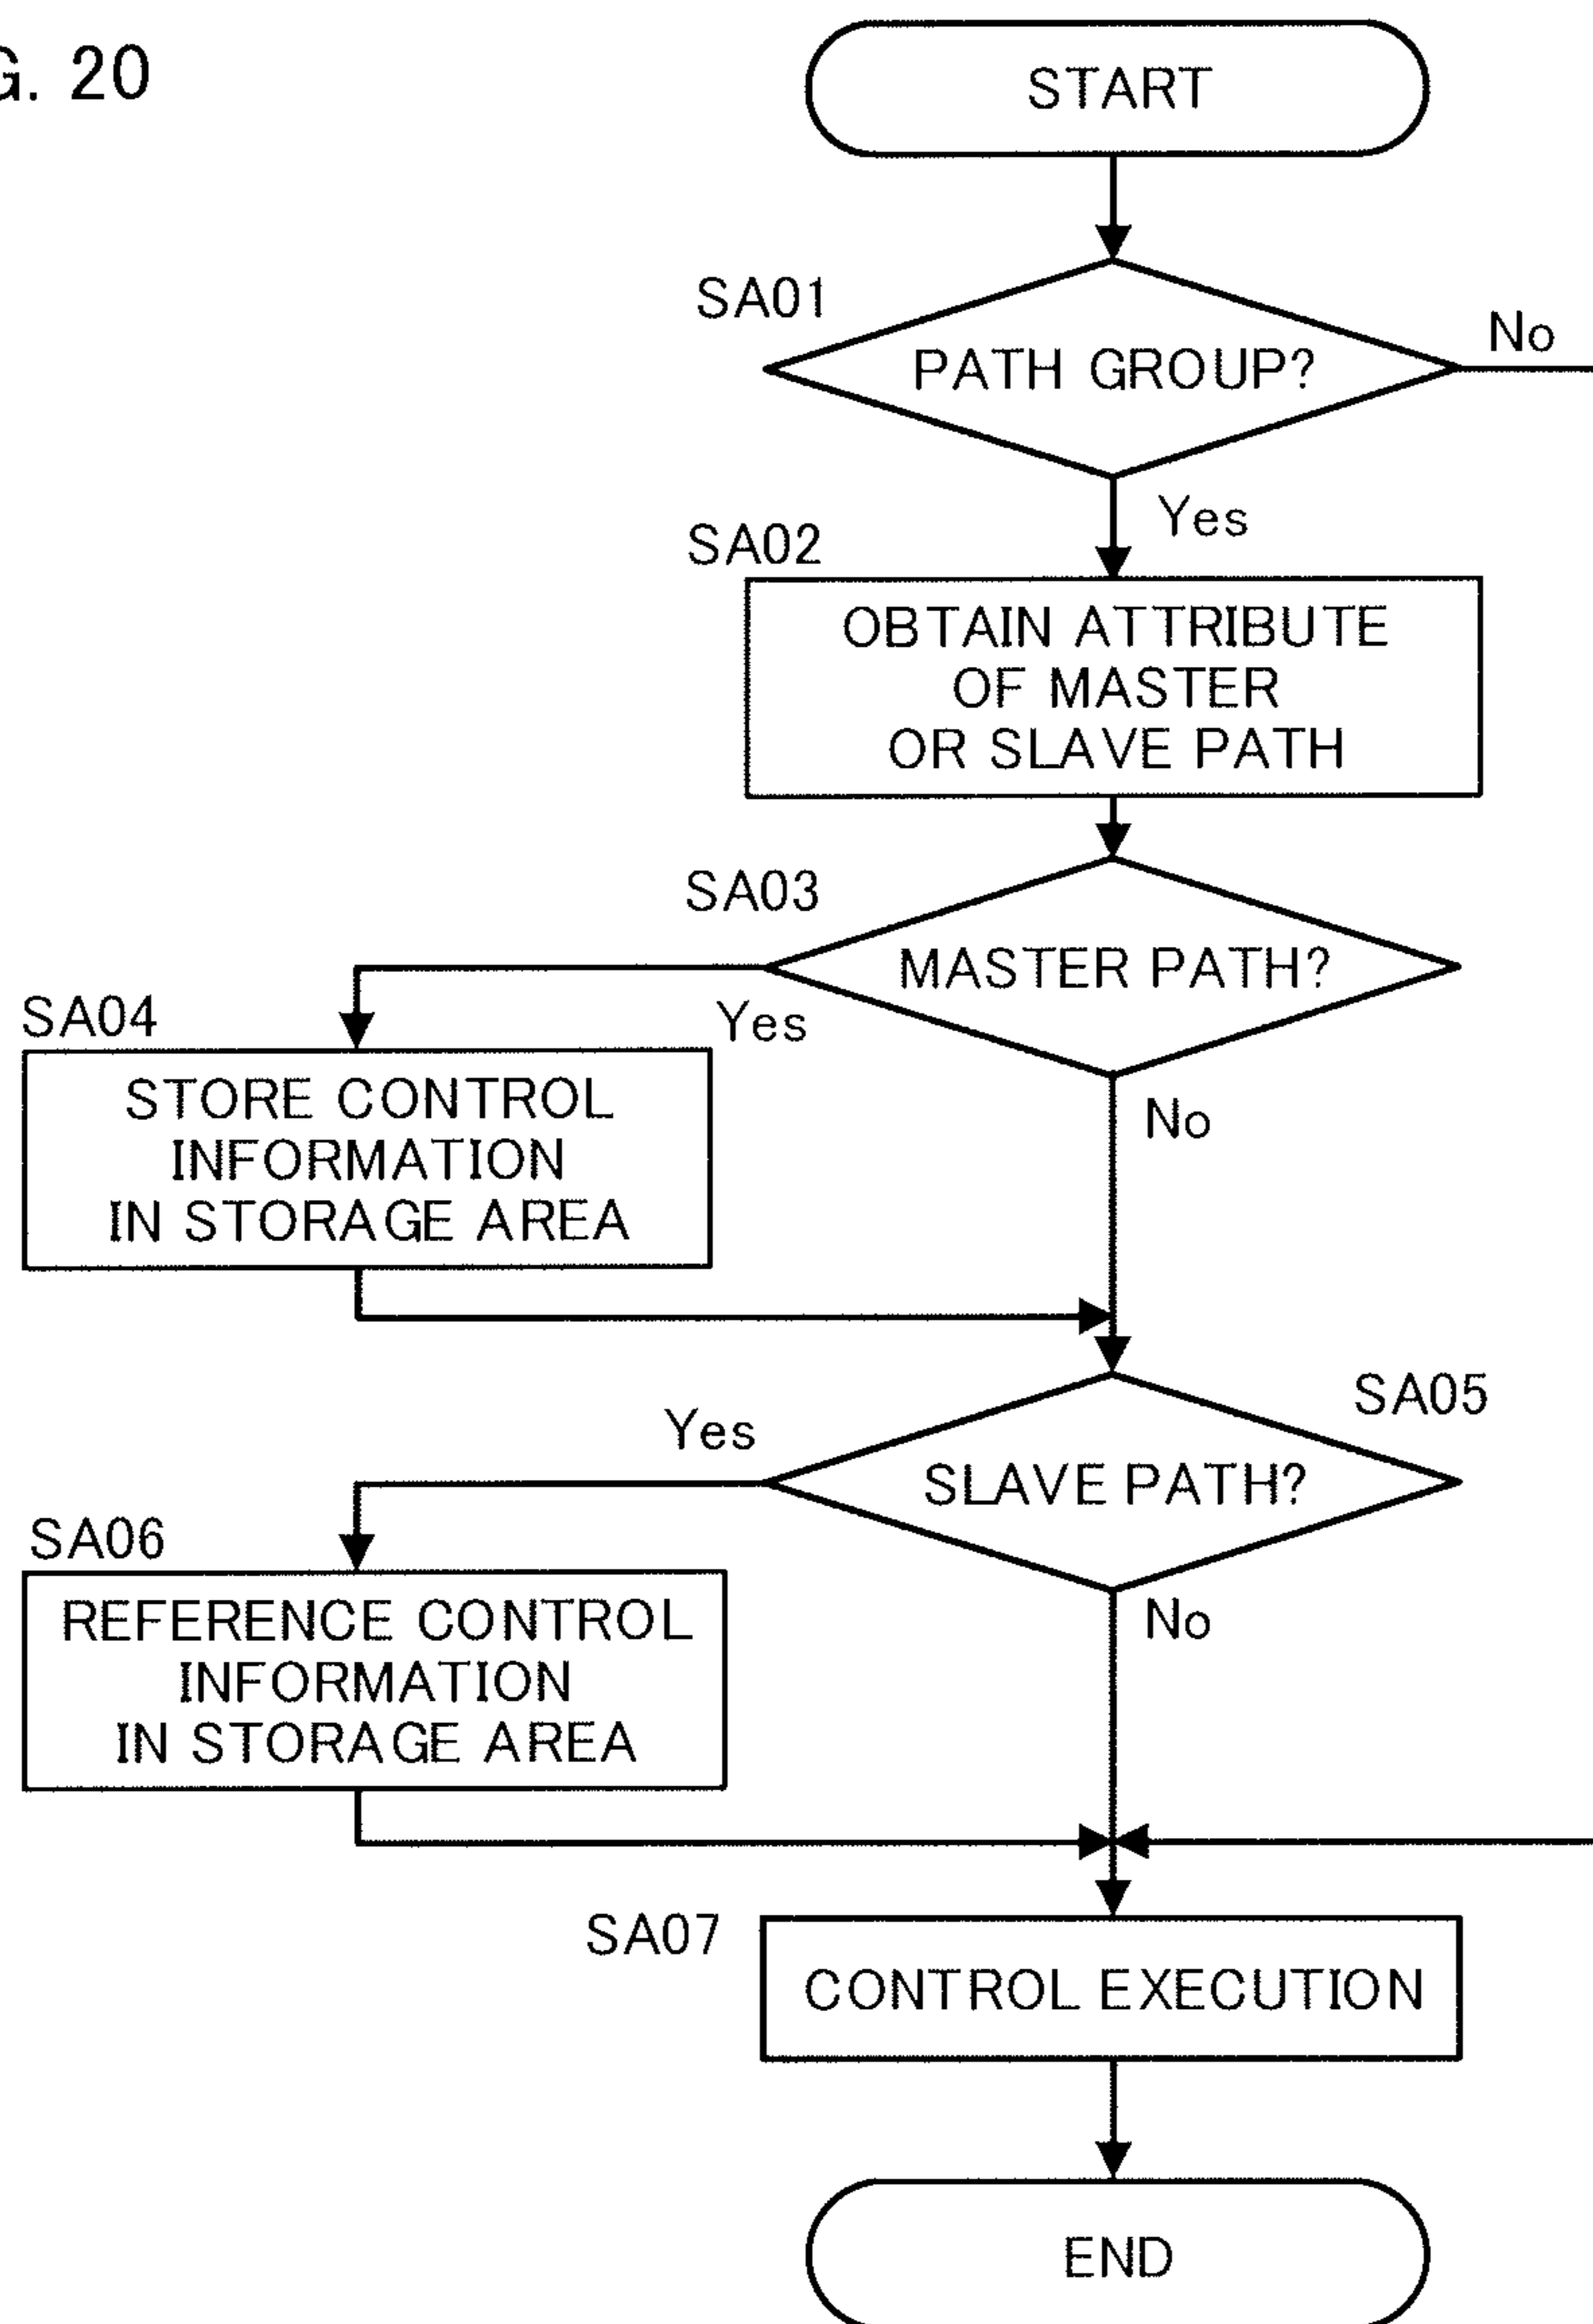 G. 20
START
SA01
PATH GROUP?
No
Yes
SA02
OBTAIN ATTRIBUTE
OF MASTER
OR SLAVE PATH
SA03
MASTER PATH?
Yes
No
SA04
STORE CONTROL
INFORMATION
IN STORAGE AREA
SA05
SLAVE PATH?
Yes
No
SA06
REFERENCE CONTROL
INFORMATION
IN STORAGE AREA
SA07
CONTROL EXECUTION
END